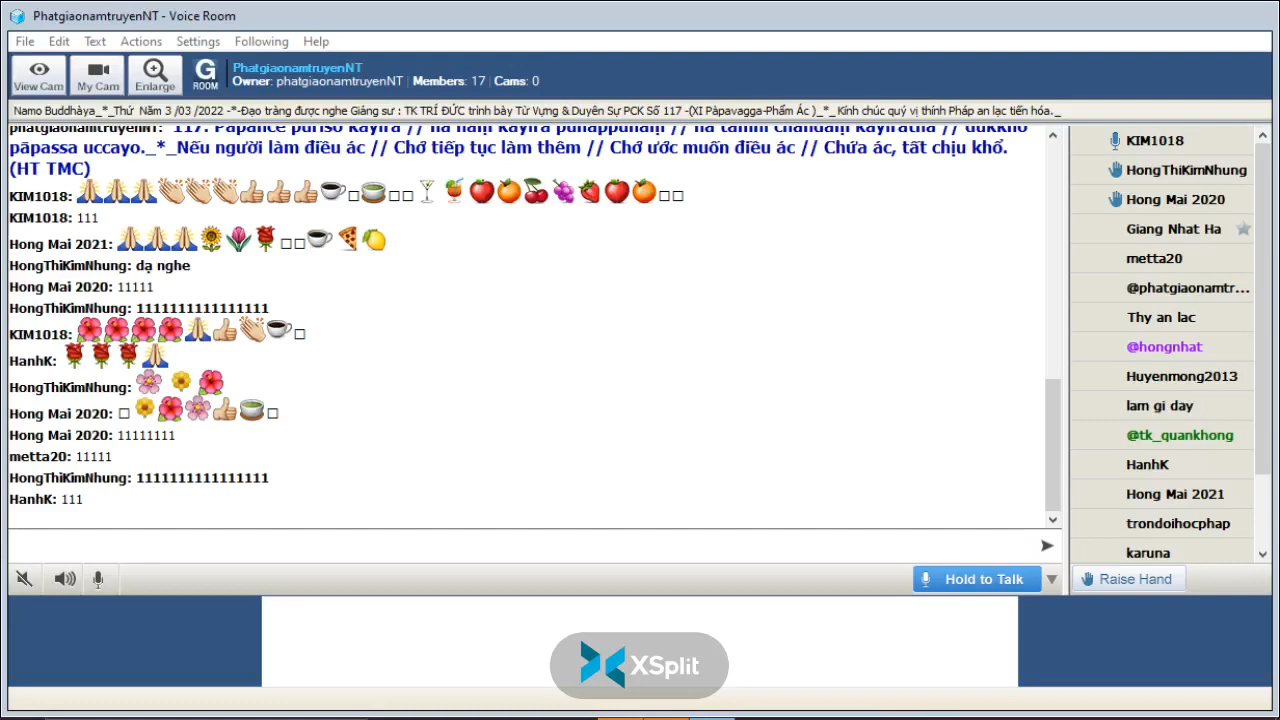 PhatgiaonamtruyenNT - Voice Room
File Edit Text Actions Settings Following Help
View Cam My Cam Enlarge G ROOM
PhatgiaonamtruyenNT
Owner: phatgiaonamtruyenNT | Members: 17 | Cams: 0
Namo Buddhàya_*_Thứ Năm 3 /03 /2022 -*-Đạo tràng được nghe Giảng sư : TK TRÍ ĐỨC trình bày Từ Vựng & Duyên Sự PCK Số 117 -(XI Pàpavagga-Phẩm Ác )_*_Kính chúc quý vị thính Pháp an lạc tiến hóa._
phatgiaonamtruyenNT: 117. Pāpañce puriso kayirā // na naṃ kayirā punappunaṃ // na tamhi chandaṃ kayirātha // dukkho
pāpassa uccayo._*_Nếu người làm điều ác // Chớ tiếp tục làm thêm // Chớ ước muốn điều ác // Chứa ác, tất chịu khổ.
(HT TMC)
KIM1018: 🙏🙏🙏👏👏👏👍👍👍☕□🍵□□🍸🍹🍎🍊🍒🍇🍓🍎🍊□□
KIM1018: 111
Hong Mai 2021: 🙏🙏🙏🌻🌷🌹□□☕🍕🍋
HongThiKimNhung: dạ nghe
Hong Mai 2020: 11111
HongThiKimNhung: 1111111111111111
KIM1018: 🌺🌺🌺🌺🙏👍👏☕□
HanhK: 🌹🌹🌹🙏
HongThiKimNhung: 🌸🌼🌺
Hong Mai 2020: □🌼🌺🌸👍🍵□
Hong Mai 2020: 11111111
metta20: 11111
HongThiKimNhung: 1111111111111111
HanhK: 111
KIM1018
HongThiKimNhung
Hong Mai 2020
Giang Nhat Ha
metta20
@phatgiaonamtr...
Thy an lac
@hongnhat
Huyenmong2013
lam gi day
@tk_quankhong
HanhK
Hong Mai 2021
trondoihocphap
karuna
Hold to Talk
Raise Hand
XSplit